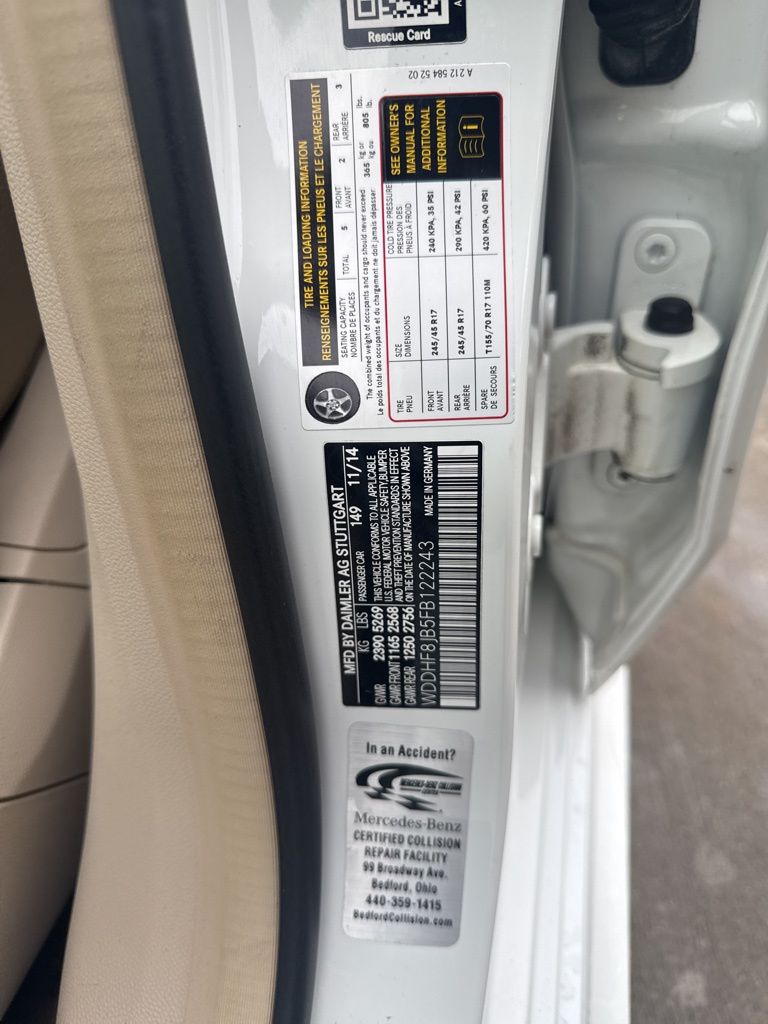 Rescue Card
A 212 584 52 02
TIRE AND LOADING INFORMATION
RENSEIGNEMENTS SUR LES PNEUS ET LE CHARGEMENT
SEATING CAPACITY
NOMBRE DE PLACES
TOTAL 5
FRONT
AVANT 2
REAR
ARRIÈRE 3
The combined weight of occupants and cargo should never exceed 365 kg or 805 lbs.
Le poids total des occupants et du chargement ne doit jamais dépasser 365 kg ou 805 lb.
TIRE
PNEU
SIZE
DIMENSIONS
COLD TIRE PRESSURE
PRESSION DES
PNEUS À FROID
FRONT
AVANT
245/45 R17
240 KPA, 35 PSI
REAR
ARRIÈRE
245/45 R17
290 KPA, 42 PSI
SPARE
DE SECOURS
T155/70 R17 110M
420 KPA, 60 PSI
SEE OWNER'S
MANUAL FOR
ADDITIONAL
INFORMATION
MFD BY DAIMLER AG STUTTGART
KG LBS PASSENGER CAR 149 11/14
GVWR 2390 5269
GAWR FRONT 1165 2568
GAWR REAR 1250 2756
THIS VEHICLE CONFORMS TO ALL APPLICABLE
U.S. FEDERAL MOTOR VEHICLE SAFETY,BUMPER
AND THEFT PREVENTION STANDARDS IN EFFECT
ON THE DATE OF MANUFACTURE SHOWN ABOVE
WDDHF8JB5FB122243 MADE IN GERMANY
In an Accident?
MERCEDES-BENZ COLLISION
CENTER
Mercedes-Benz
CERTIFIED COLLISION
REPAIR FACILITY
99 Broadway Ave.
Bedford, Ohio
440-359-1415
BedfordCollision.com